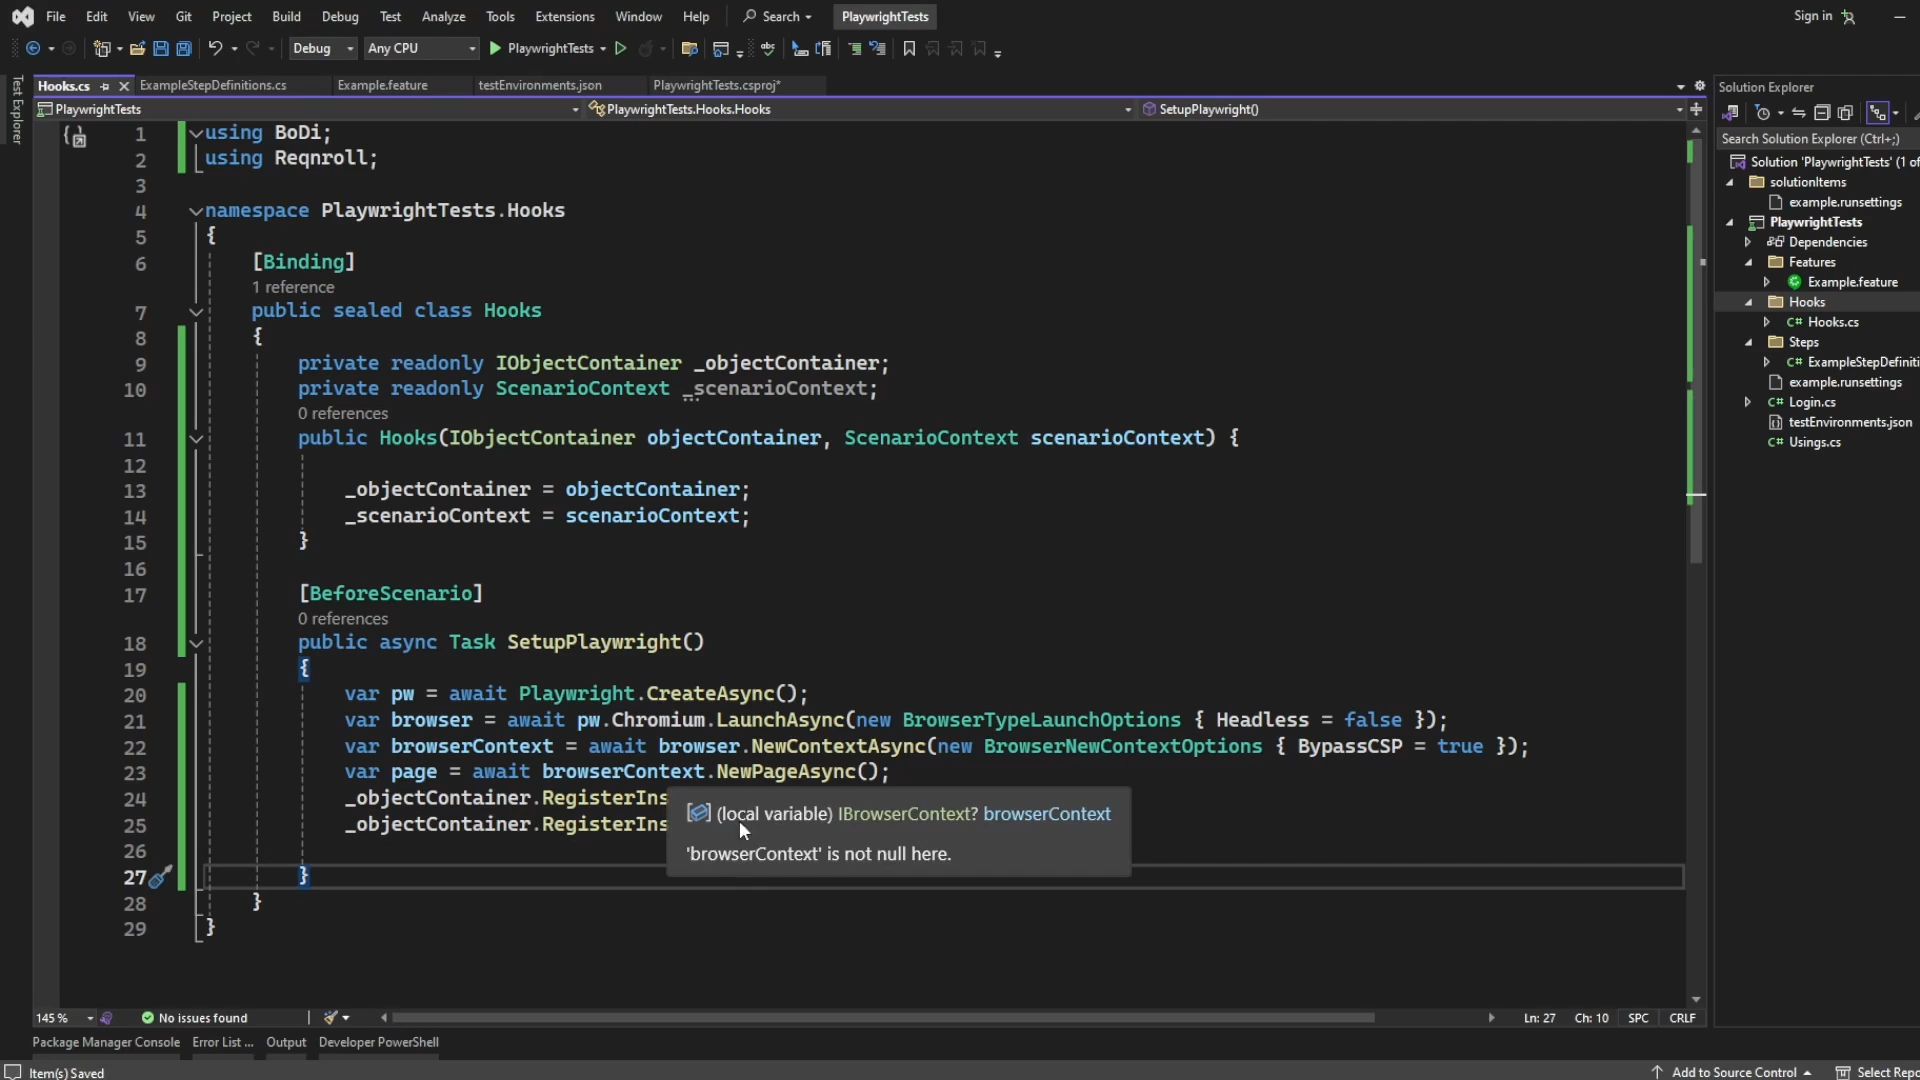 File Edit View Git Project Build Debug Test Analyze Tools Extensions Window Help Search PlaywrightTests Sign in
Debug Any CPU PlaywrightTests
Test Explorer
Hooks.cs ExampleStepDefinitions.cs Example.feature testEnvironments.json PlaywrightTests.csproj*
PlaywrightTests PlaywrightTests.Hooks.Hooks SetupPlaywright()
1 using BoDi;
2 using Reqnroll;
3
4 namespace PlaywrightTests.Hooks
5 {
6 [Binding]
1 reference
7 public sealed class Hooks
8 {
9 private readonly IObjectContainer _objectContainer;
10 private readonly ScenarioContext _scenarioContext;
0 references
11 public Hooks(IObjectContainer objectContainer, ScenarioContext scenarioContext) {
12
13 _objectContainer = objectContainer;
14 _scenarioContext = scenarioContext;
15 }
16
17 [BeforeScenario]
0 references
18 public async Task SetupPlaywright()
19 {
20 var pw = await Playwright.CreateAsync();
21 var browser = await pw.Chromium.LaunchAsync(new BrowserTypeLaunchOptions { Headless = false });
22 var browserContext = await browser.NewContextAsync(new BrowserNewContextOptions { BypassCSP = true });
23 var page = await browserContext.NewPageAsync();
24 _objectContainer.RegisterIns
25 _objectContainer.RegisterIns
(local variable) IBrowserContext? browserContext
'browserContext' is not null here.
26
27 }
28 }
29 }
Solution Explorer
Search Solution Explorer (Ctrl+;)
Solution 'PlaywrightTests' (1 of
solutionItems
example.runsettings
PlaywrightTests
Dependencies
Features
Example.feature
Hooks
C# Hooks.cs
Steps
C# ExampleStepDefiniti
example.runsettings
C# Login.cs
testEnvironments.json
C# Usings.cs
145 % No issues found Ln: 27 Ch: 10 SPC CRLF
Package Manager Console Error List ... Output Developer PowerShell
Item(s) Saved Add to Source Control Select Repo